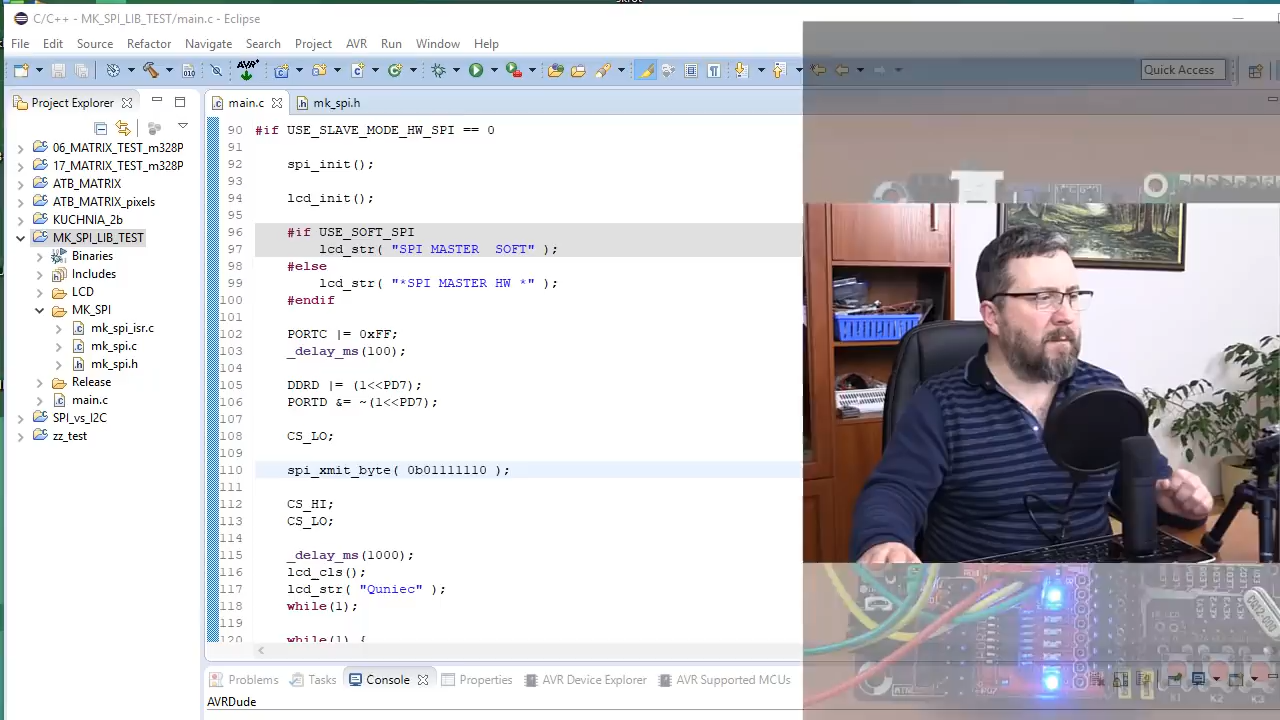 C/C++ - MK_SPI_LIB_TEST/main.c - Eclipse
File Edit Source Refactor Navigate Search Project AVR Run Window Help
AVR
Quick Access
Project Explorer
main.c
mk_spi.h
06_MATRIX_TEST_m328P
17_MATRIX_TEST_m328P
ATB_MATRIX
ATB_MATRIX_pixels
KUCHNIA_2b
MK_SPI_LIB_TEST
Binaries
Includes
LCD
MK_SPI
mk_spi_isr.c
mk_spi.c
mk_spi.h
Release
main.c
SPI_vs_I2C
zz_test
90 #if USE_SLAVE_MODE_HW_SPI == 0
91
92 spi_init();
93
94 lcd_init();
95
96 #if USE_SOFT_SPI
97 lcd_str( "SPI MASTER  SOFT" );
98 #else
99 lcd_str( "*SPI MASTER HW *" );
100 #endif
101
102 PORTC |= 0xFF;
103 _delay_ms(100);
104
105 DDRD |= (1<<PD7);
106 PORTD &= ~(1<<PD7);
107
108 CS_LO;
109
110 spi_xmit_byte( 0b01111110 );
111
112 CS_HI;
113 CS_LO;
114
115 _delay_ms(1000);
116 lcd_cls();
117 lcd_str( "Quniec" );
118 while(1);
119
120 while(1) {
Problems Tasks Console Properties AVR Device Explorer AVR Supported MCUs
AVRDude
K1
K2
K3